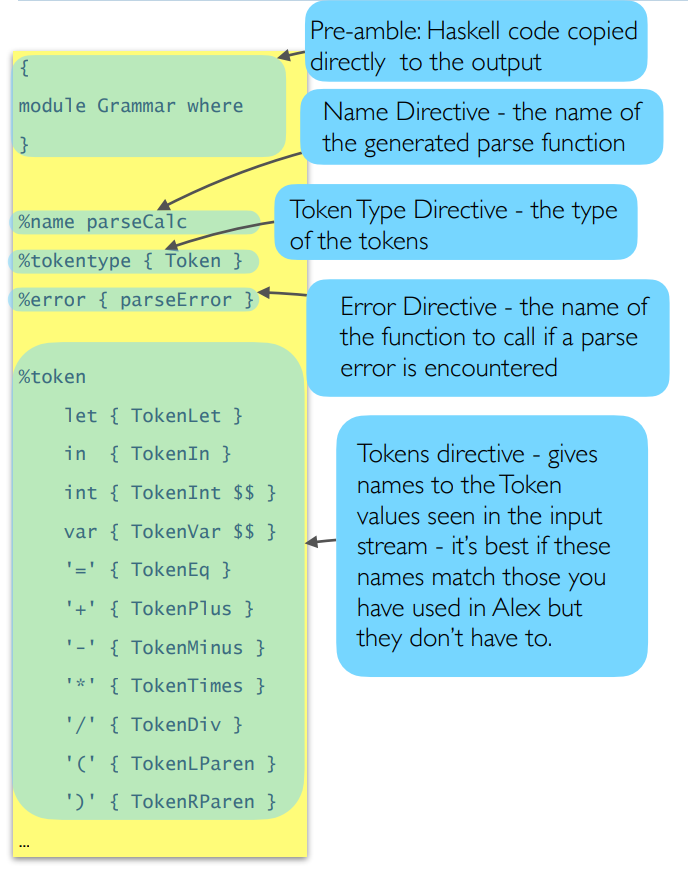 Pre-amble: Haskell code copied
directly to the output
{
module Grammar where
}
Name Directive - the name of
the generated parse function
%name parseCalc
Token Type Directive - the type
of the tokens
%tokentype { Token }
%error { parseError }
Error Directive - the name of
the function to call if a parse
error is encountered
%token
let { TokenLet }
in { TokenIn }
int { TokenInt $$ }
var { TokenVar $$ }
'=' { TokenEq }
'+' { TokenPlus }
'-' { TokenMinus }
'*' { TokenTimes }
'/' { TokenDiv }
'(' { TokenLParen }
')' { TokenRParen }
...
Tokens directive - gives
names to the Token
values seen in the input
stream - it's best if these
names match those you
have used in Alex but
they don't have to.